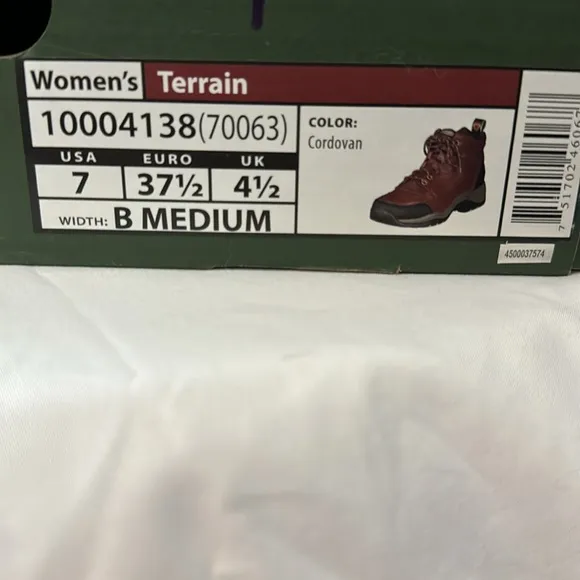 Women's Terrain
10004138(70063)
USA EURO UK
7 37½ 4½
WIDTH: B MEDIUM
COLOR:
Cordovan
4500037574